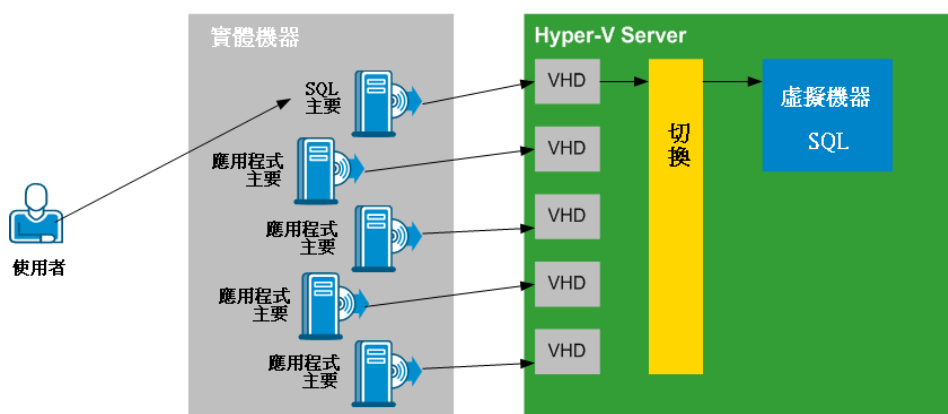 實體機器
Hyper-V Server
SQL
主要
VHD
切
換
虛擬機器
SQL
應用程式
主要
VHD
應用程式
主要
VHD
使用者
應用程式
主要
VHD
應用程式
主要
VHD